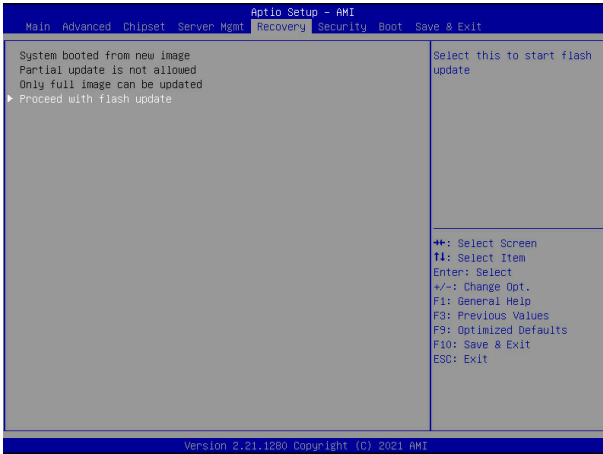 Aptio Setup - AMI
Main Advanced Chipset Server Mgmt Recovery Security Boot Save & Exit
System booted from new image
Partial update is not allowed
Only full image can be updated
▶ Proceed with flash update
Select this to start flash
update
→←: Select Screen
↑↓: Select Item
Enter: Select
+/-: Change Opt.
F1: General Help
F3: Previous Values
F9: Optimized Defaults
F10: Save & Exit
ESC: Exit
Version 2.21.1280 Copyright (C) 2021 AMI